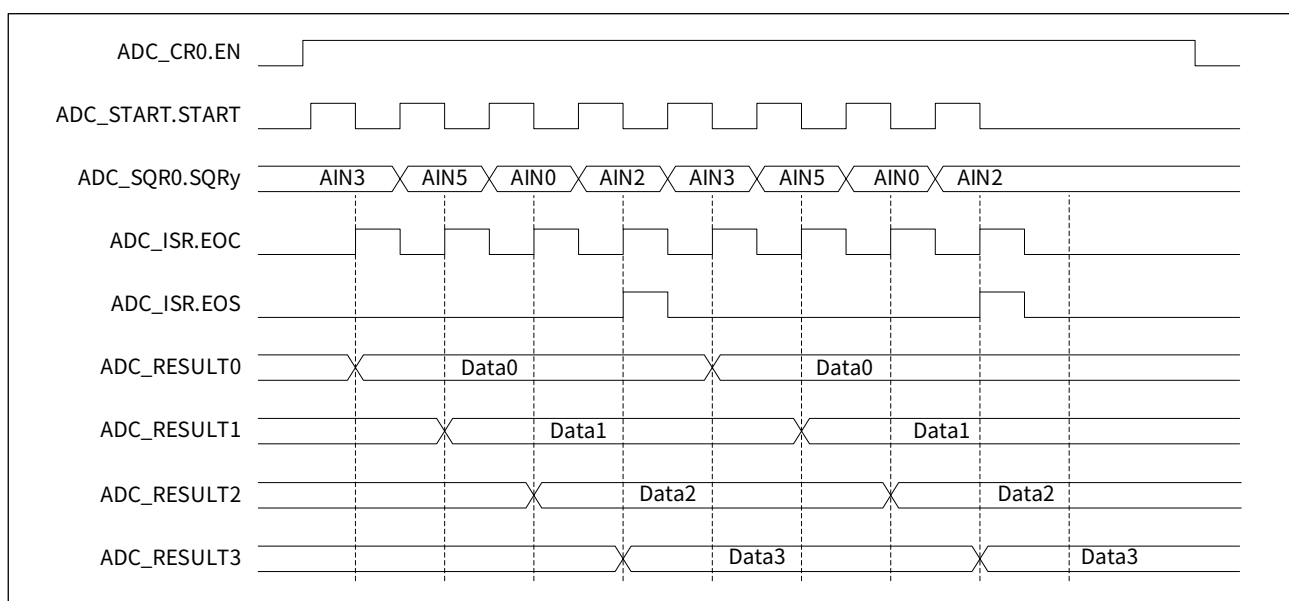 ADC_CR0.EN
ADC_START.START
ADC_SQR0.SQRy AIN3 AIN5 AIN0 AIN2 AIN3 AIN5 AIN0 AIN2
ADC_ISR.EOC
ADC_ISR.EOS
ADC_RESULT0 Data0 Data0
ADC_RESULT1 Data1 Data1
ADC_RESULT2 Data2 Data2
ADC_RESULT3 Data3 Data3